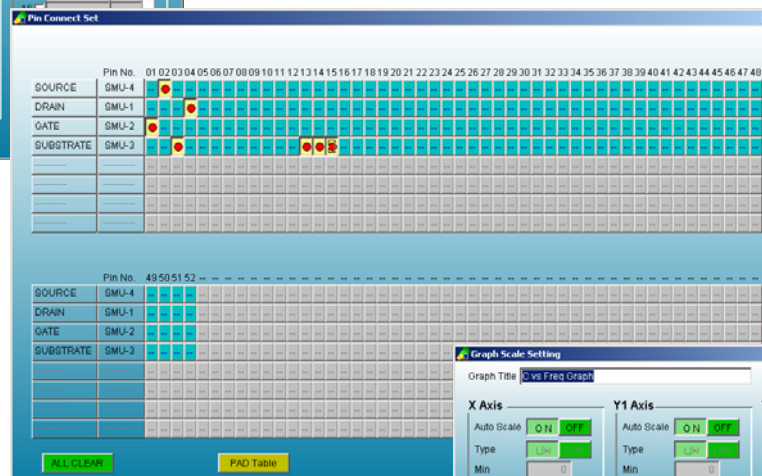 Pin Connect Set
Pin No. 01 02 03 04 05 06 07 08 09 10 11 12 13 14 15 16 17 18 19 20 21 22 23 24 25 26 27 28 29 30 31 32 33 34 35 36 37 38 39 40 41 42 43 44 45 46 47 48
SOURCE SMU-4
DRAIN SMU-1
GATE SMU-2
SUBSTRATE SMU-3
Pin No. 49 50 51 52 -- -- -- -- -- -- -- -- -- -- -- -- -- -- -- -- -- -- -- -- -- -- -- -- -- -- -- -- -- -- -- -- -- -- -- -- -- -- -- -- -- -- -- --
SOURCE SMU-4
DRAIN SMU-1
GATE SMU-2
SUBSTRATE SMU-3
ALL CLEAR PAD Table
Graph Scale Setting
Graph Title C vs Freq Graph
X Axis Y1 Axis
Auto Scale ON OFF Auto Scale ON OFF
Type LIN Type LIN
Min 0 Min 0